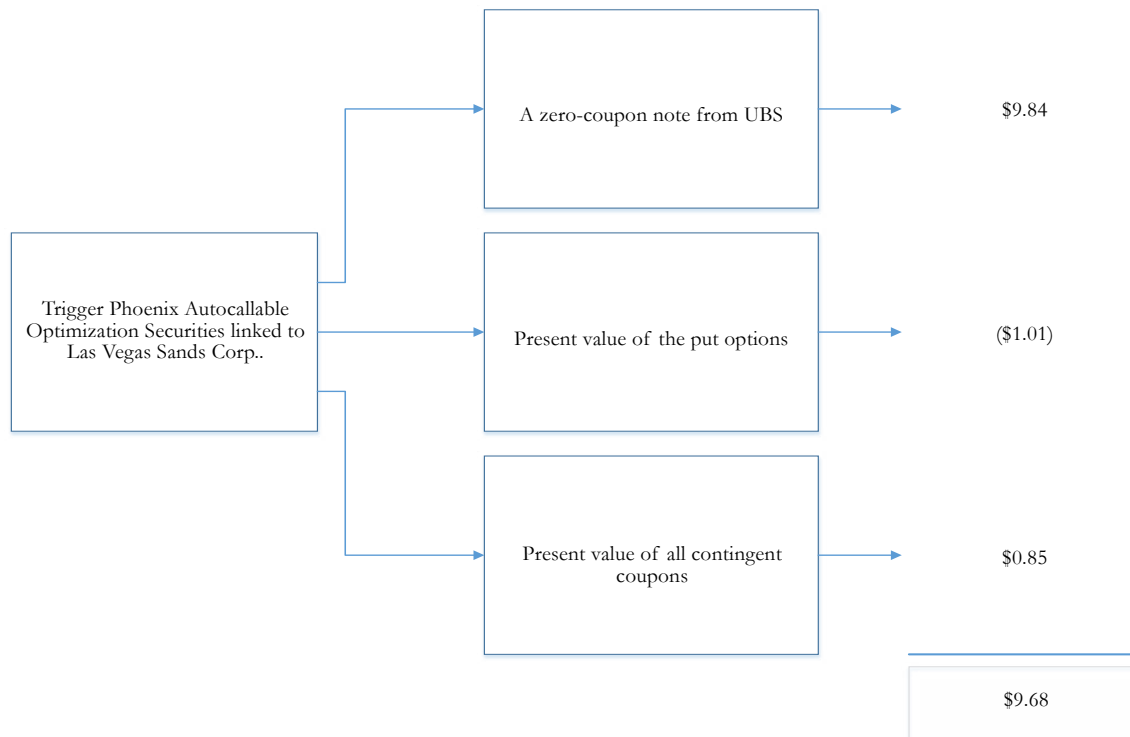 A zero-coupon note from UBS
$9.84
Trigger Phoenix Autocallable
Optimization Securities linked to
Las Vegas Sands Corp..
Present value of the put options
($1.01)
Present value of all contingent
coupons
$0.85
$9.68